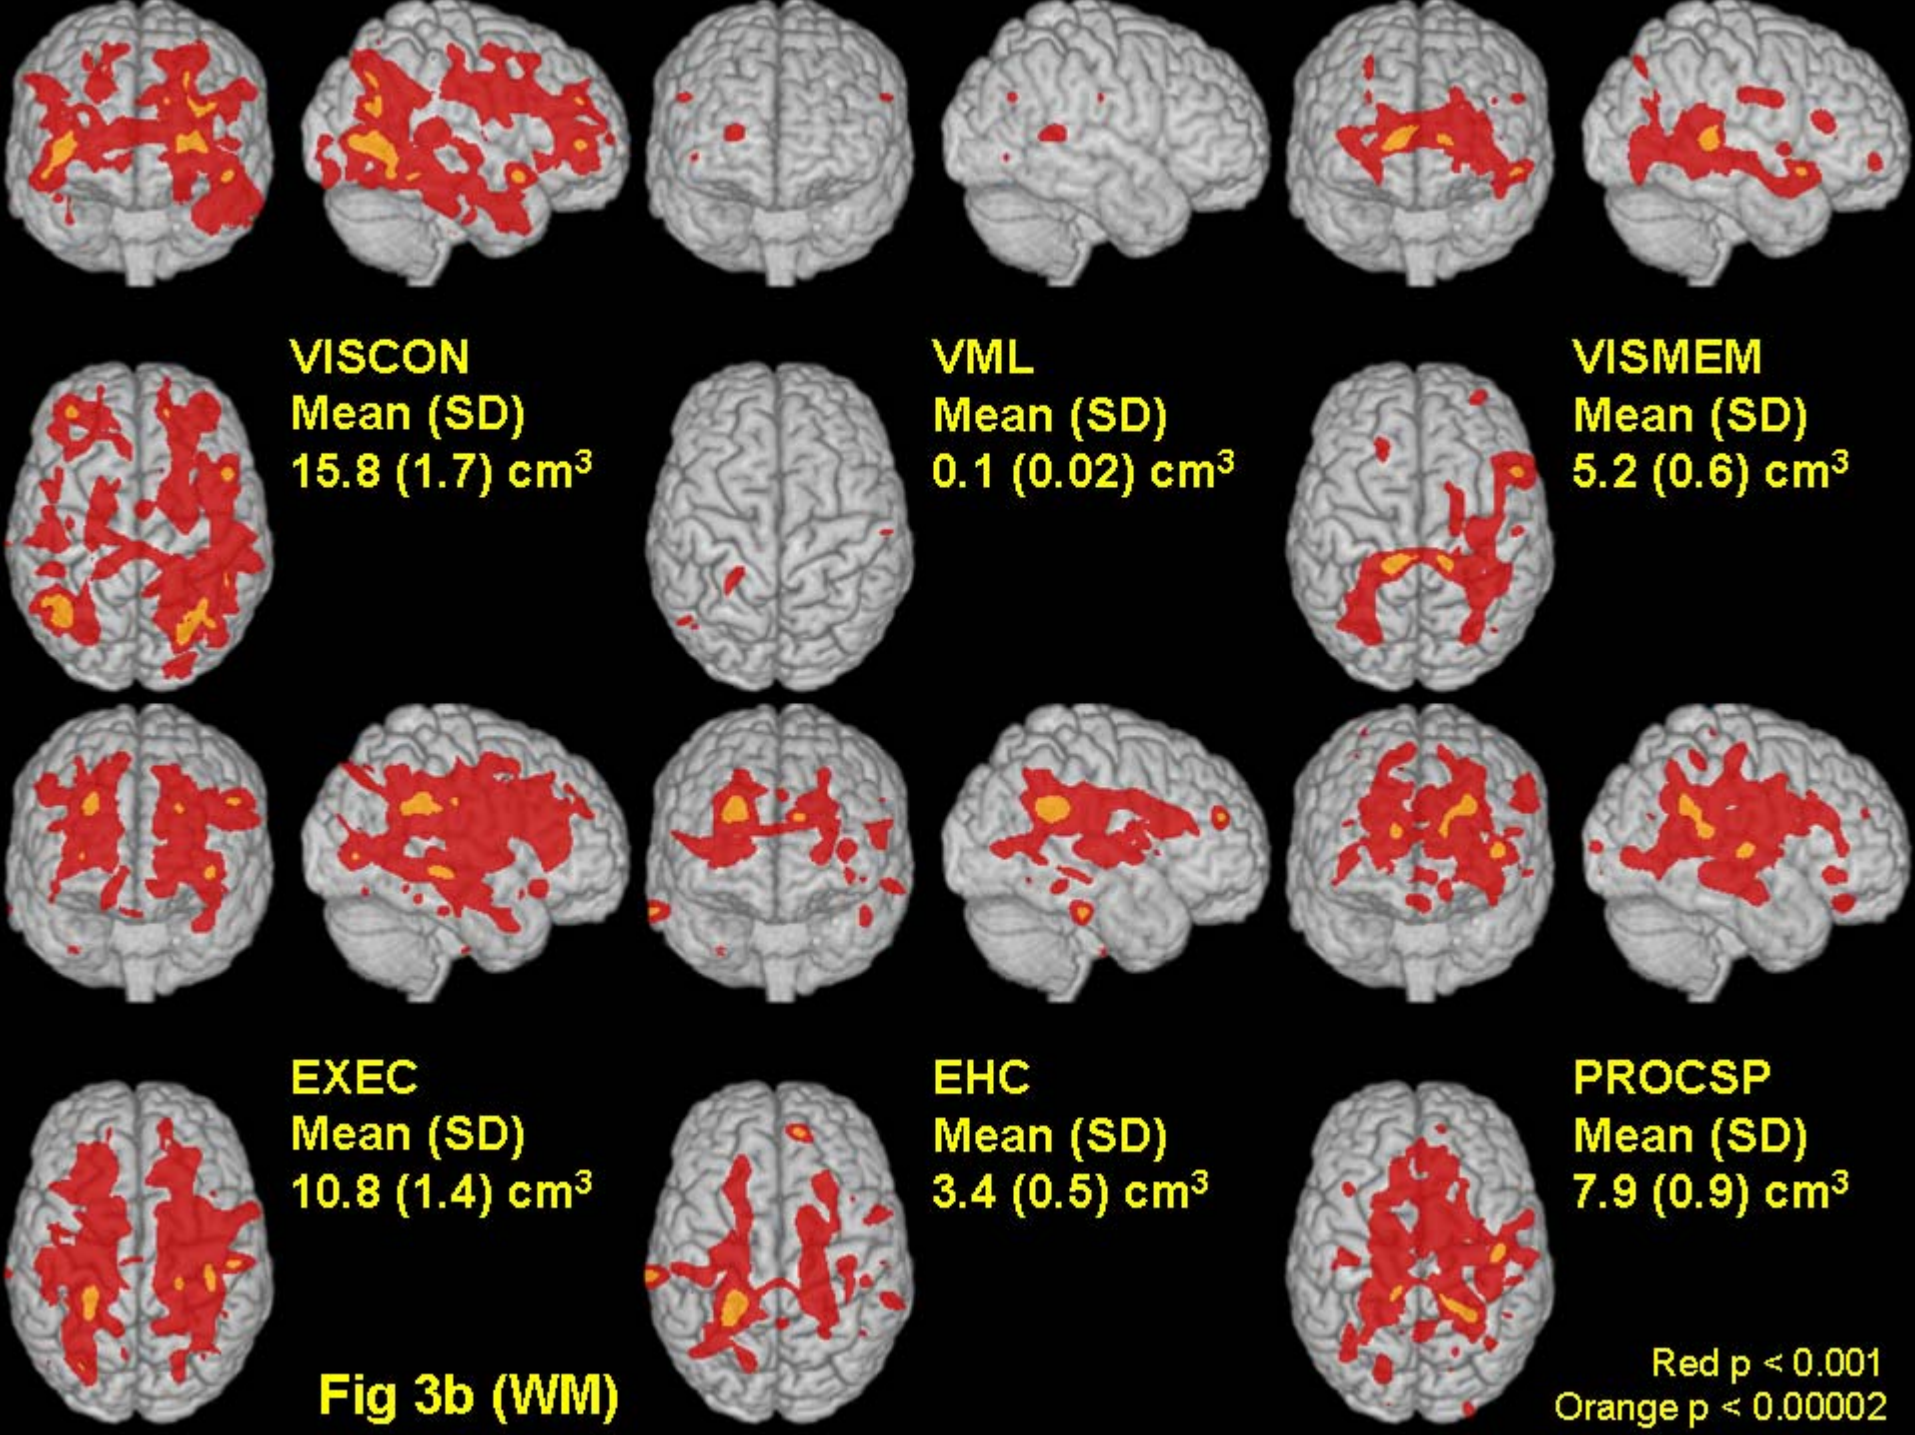 VISCON
Mean (SD)
15.8 (1.7) cm³
VML
Mean (SD)
0.1 (0.02) cm³
VISMEM
Mean (SD)
5.2 (0.6) cm³
EXEC
Mean (SD)
10.8 (1.4) cm³
EHC
Mean (SD)
3.4 (0.5) cm³
PROCSP
Mean (SD)
7.9 (0.9) cm³
Fig 3b (WM)
Red p < 0.001
Orange p < 0.00002